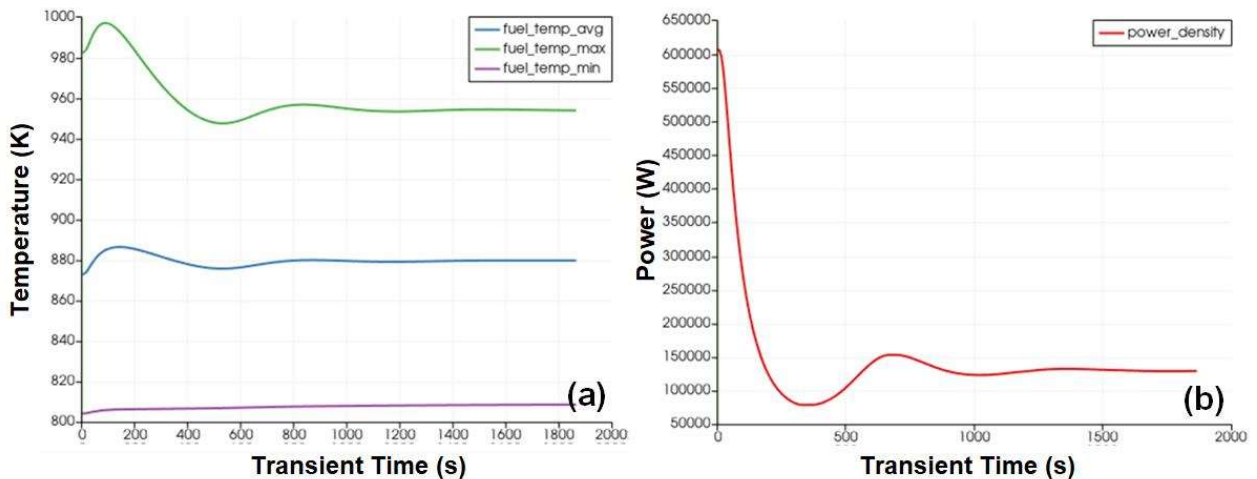 1000
980
960
940
920
900
880
860
840
820
800
0 200 400 600 800 1000 1200 1400 1600 1800 2000
Temperature (K)
Transient Time (s)
fuel_temp_avg
fuel_temp_max
fuel_temp_min
(a)
650000
600000
550000
500000
450000
400000
350000
300000
250000
200000
150000
100000
50000
0 500 1000 1500 2000
Power (W)
Transient Time (s)
power_density
(b)